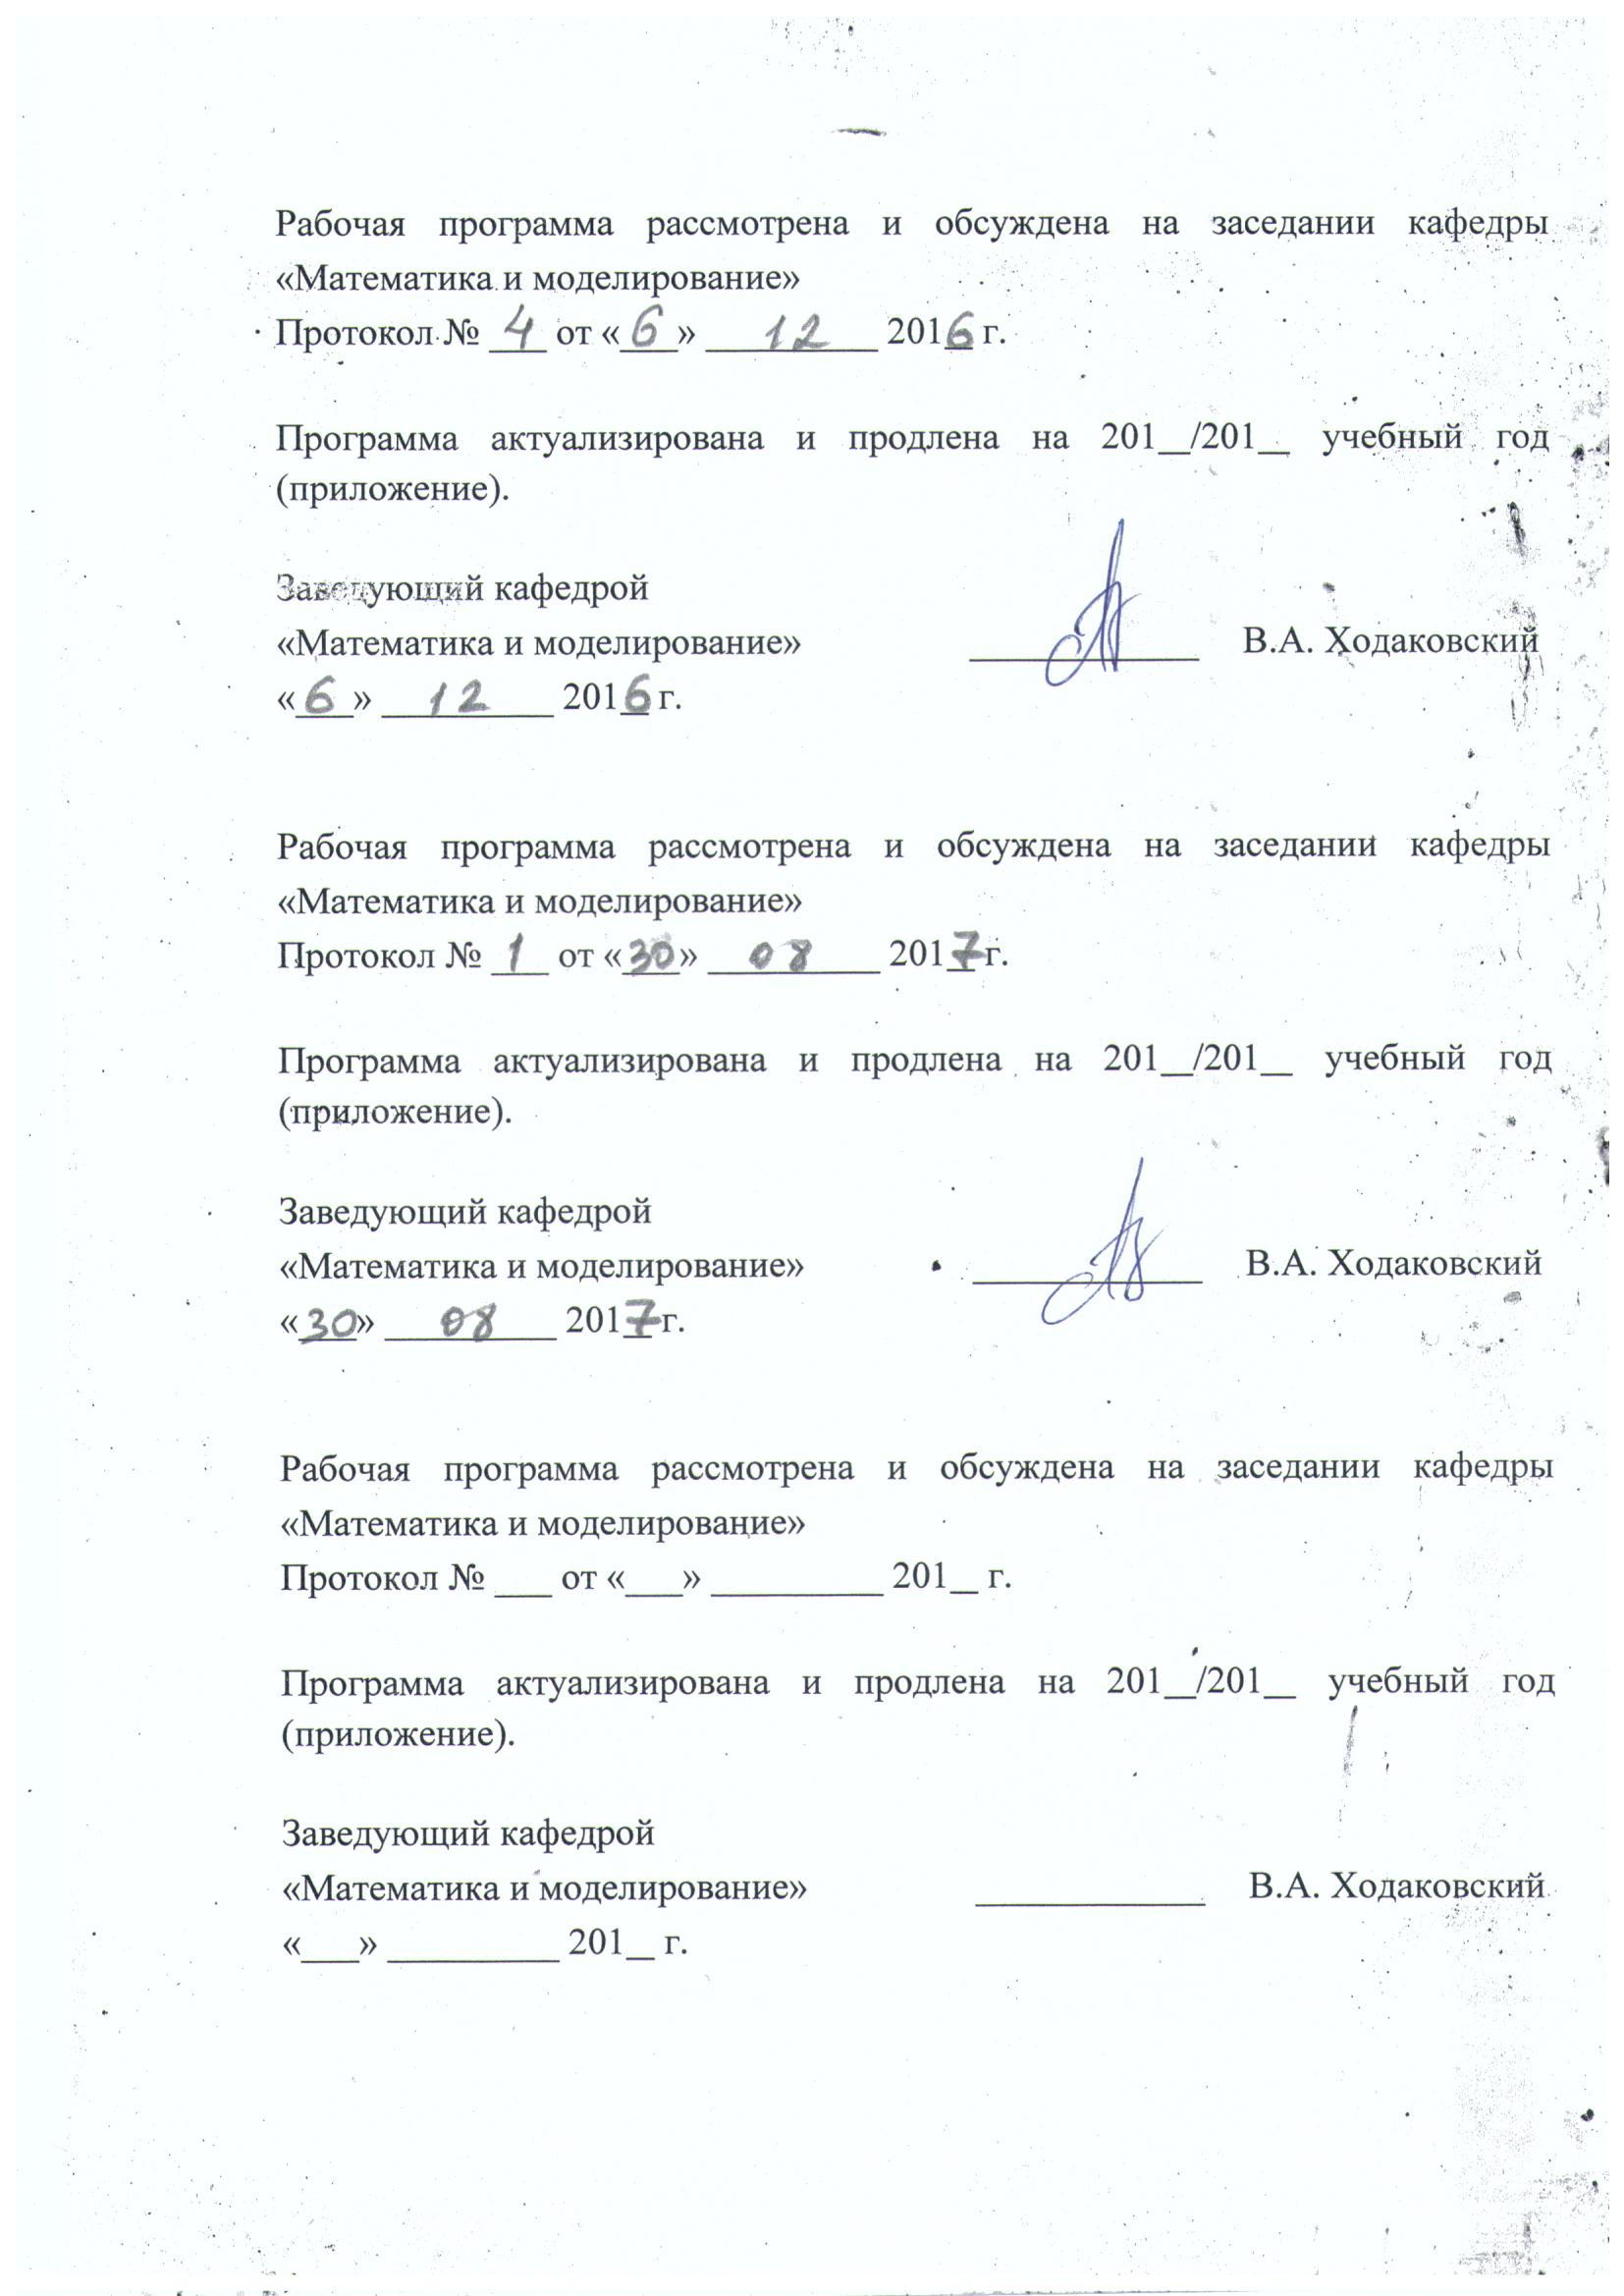 Рабочая программа рассмотрена и обсуждена на заседании кафедры
«Математика и моделирование»
Протокол № 4 от «6» 12 2016 г.
Программа актуализирована и продлена на 201__/201__ учебный год
(приложение).
Заведующий кафедрой
«Математика и моделирование» ____________ В.А. Ходаковский
«6» 12 2016 г.
Рабочая программа рассмотрена и обсуждена на заседании кафедры
«Математика и моделирование»
Протокол № 1 от «30» 08 2017 г.
Программа актуализирована и продлена на 201__/201__ учебный год
(приложение).
Заведующий кафедрой
«Математика и моделирование» ____________ В.А. Ходаковский
«30» 08 2017 г.
Рабочая программа рассмотрена и обсуждена на заседании кафедры
«Математика и моделирование»
Протокол № ___ от «___» _________ 201__ г.
Программа актуализирована и продлена на 201__/201__ учебный год
(приложение).
Заведующий кафедрой
«Математика и моделирование» ____________ В.А. Ходаковский
«___» _________ 201__ г.